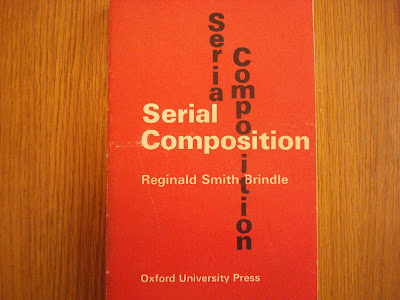 Serial
Composition
Serial
Composition
Reginald Smith Brindle
Oxford University Press